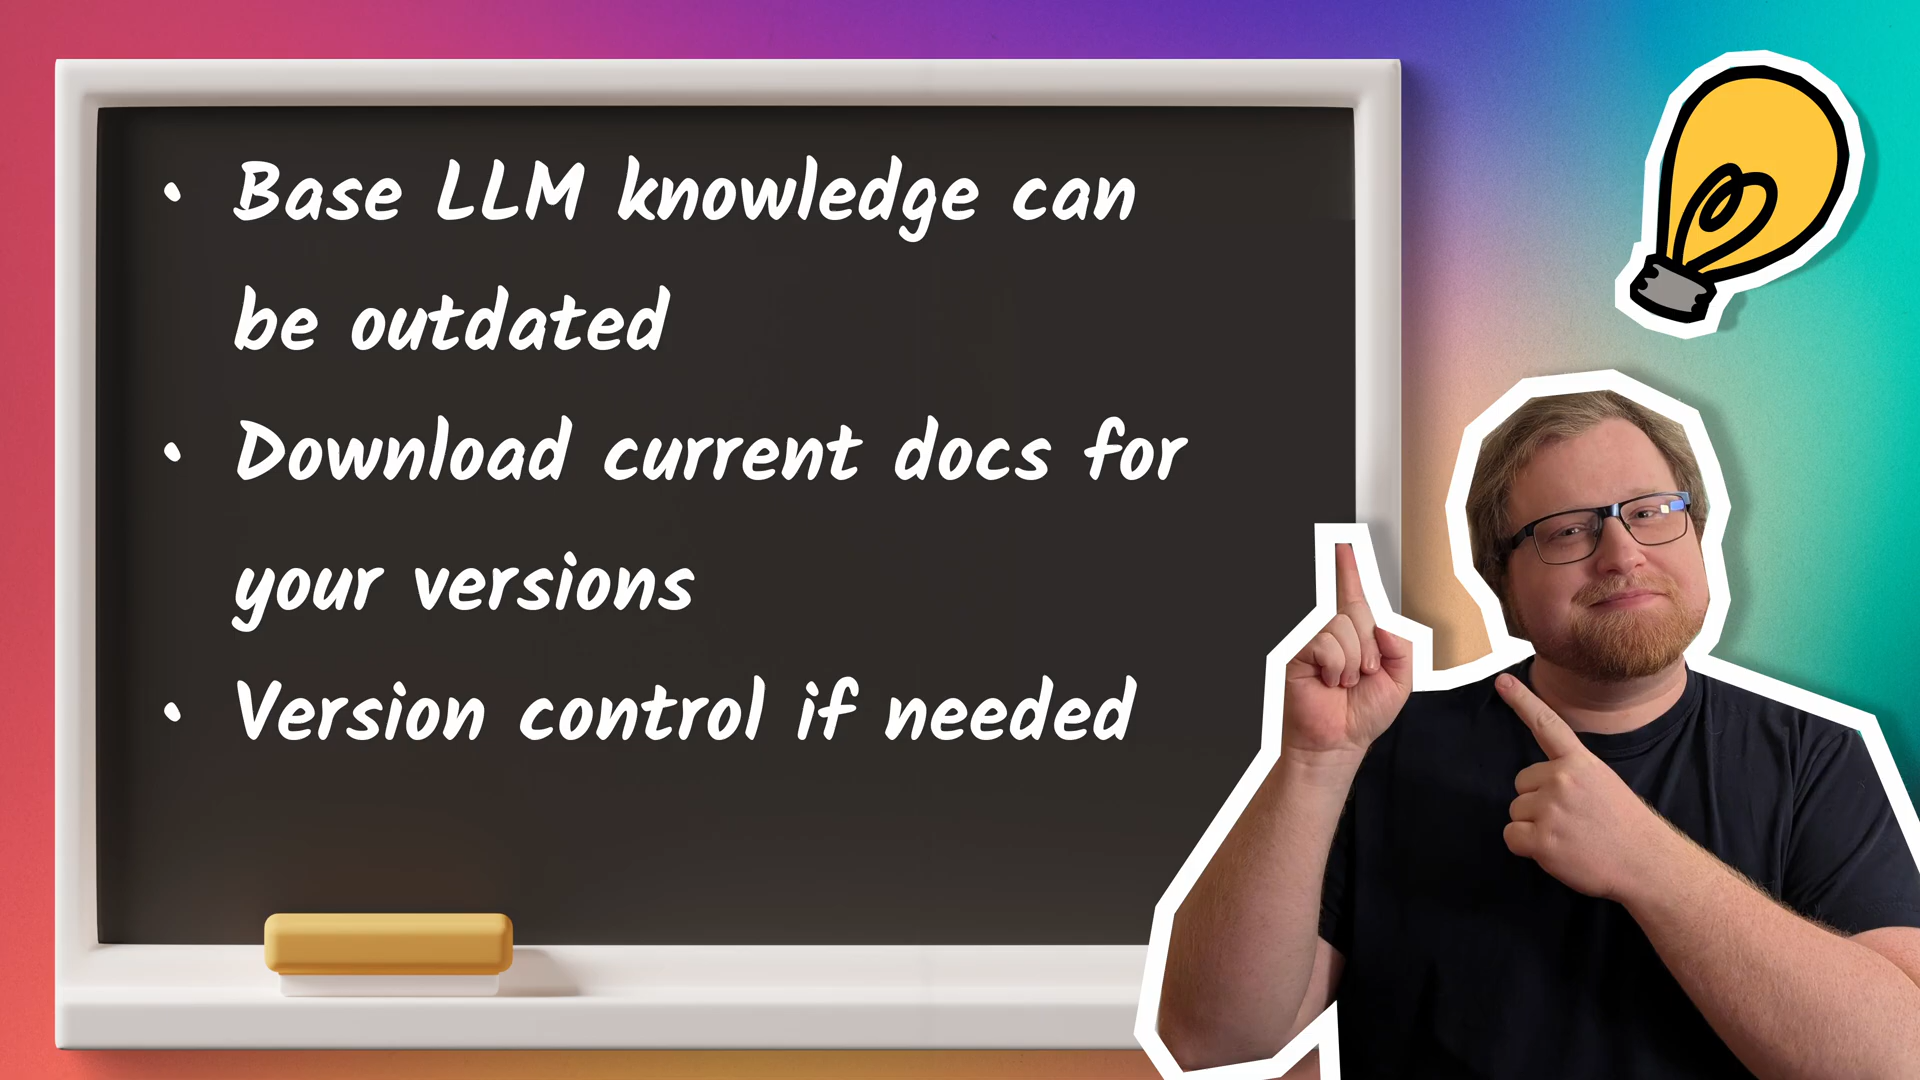 • Base LLM knowledge can
be outdated
• Download current docs for
your versions
• Version control if needed